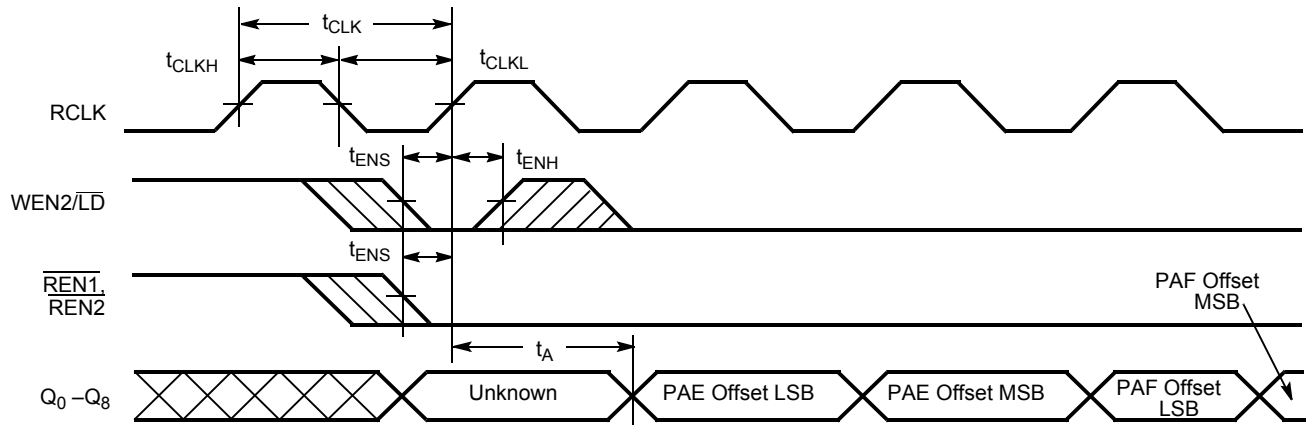 tCLK
tCLKH
tCLKL
RCLK
tENS
tENH
WEN2/LD
tENS
REN1,
REN2
PAF Offset
MSB
tA
Q0 –Q8
Unknown
PAE Offset LSB
PAE Offset MSB
PAF Offset
LSB